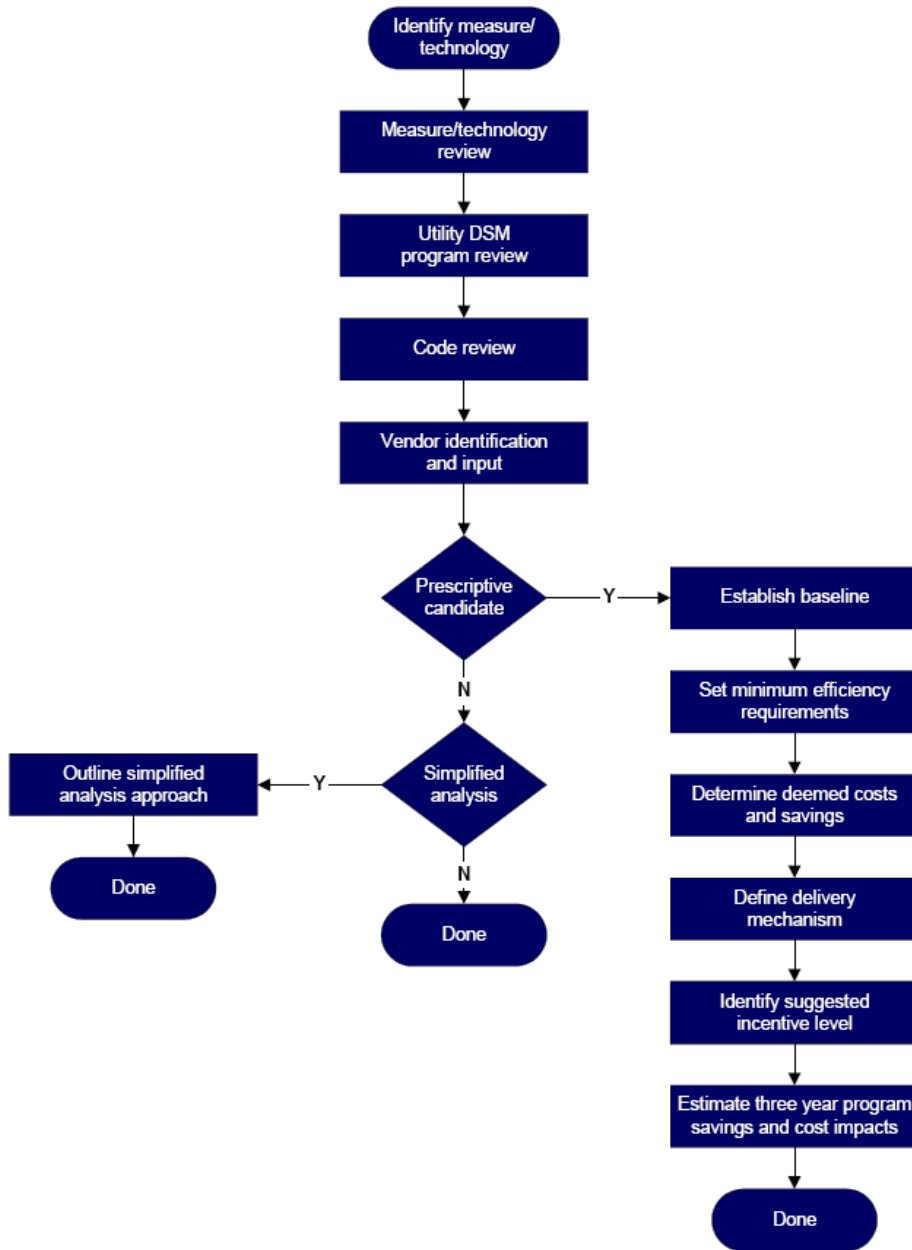 Identify measure/
technology
Measure/technology
review
Utility DSM
program review
Code review
Vendor identification
and input
Prescriptive
candidate
Y
Establish baseline
N
Set minimum efficiency
requirements
Outline simplified
analysis approach
Y
Simplified
analysis
Determine deemed costs
and savings
N
Done
Define delivery
mechanism
Done
Identify suggested
incentive level
Estimate three year program
savings and cost impacts
Done